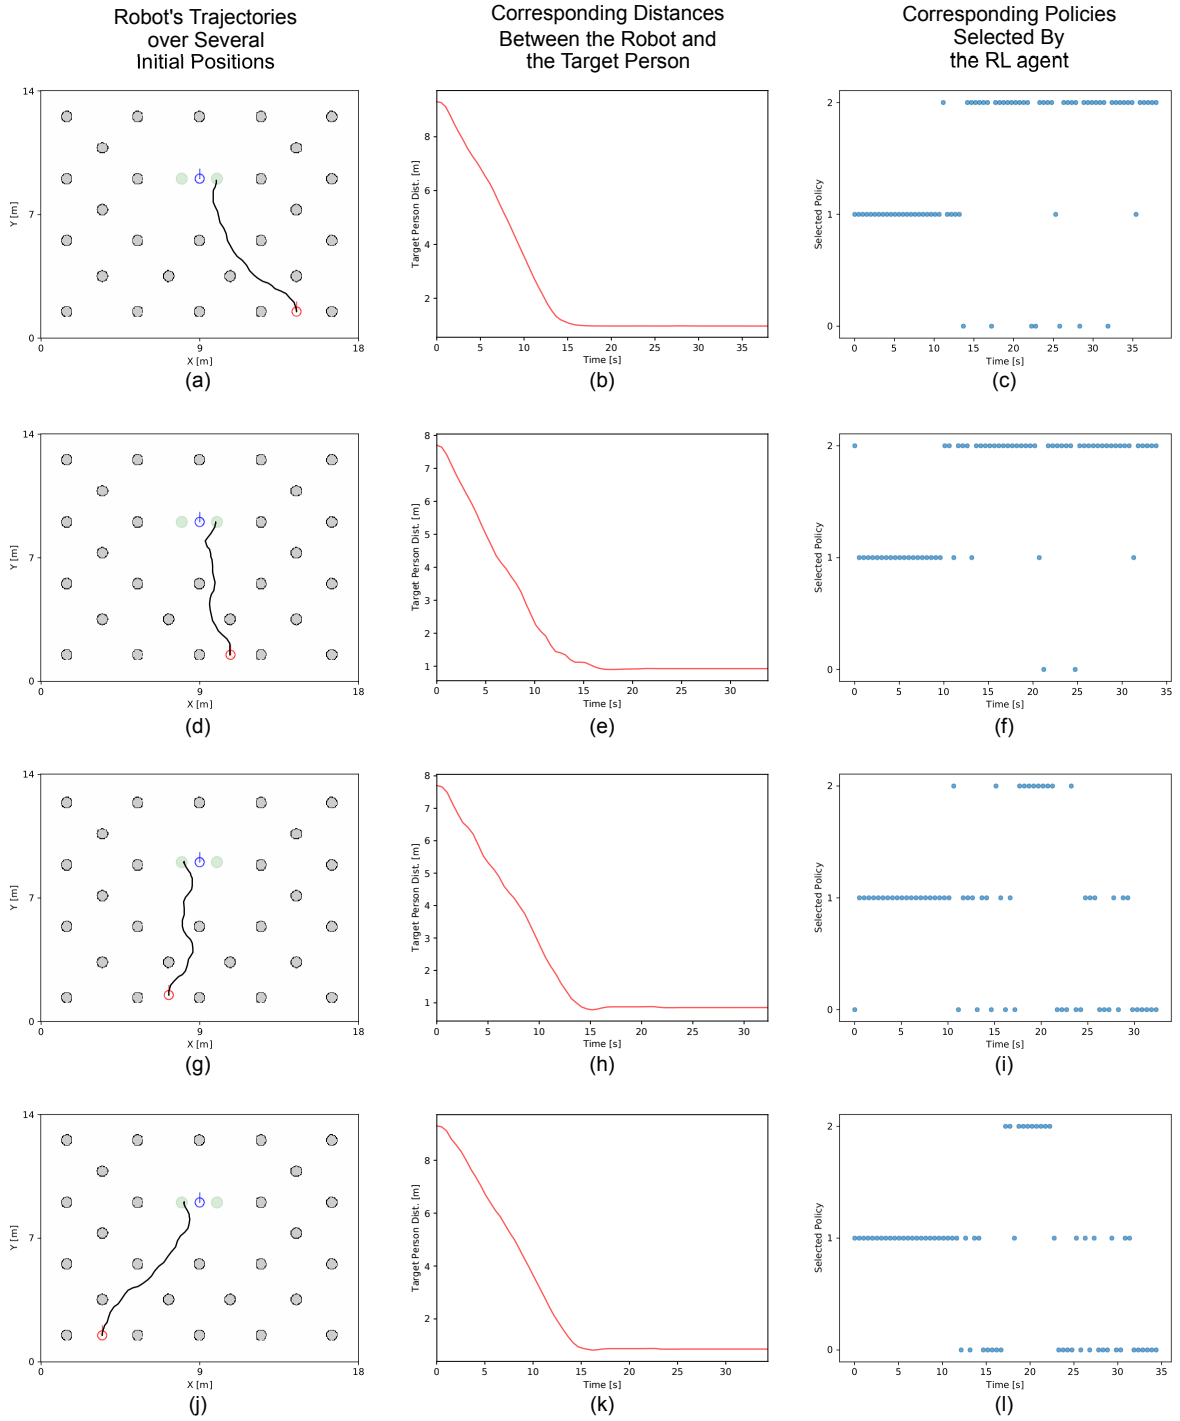 Robot's Trajectories
over Several
Initial Positions
Corresponding Distances
Between the Robot and
the Target Person
Corresponding Policies
Selected By
the RL agent
14
7
0
Y [m]
0
9
18
X [m]
(a)
8
6
4
2
Target Person Dist. [m]
0
5
10
15
20
25
30
35
Time [s]
(b)
2
1
0
Selected Policy
0
5
10
15
20
25
30
35
Time [s]
(c)
14
7
0
Y [m]
0
9
18
X [m]
(d)
8
7
6
5
4
3
2
1
Target Person Dist. [m]
0
5
10
15
20
25
30
Time [s]
(e)
2
1
0
Selected Policy
0
5
10
15
20
25
30
35
Time [s]
(f)
14
7
0
Y [m]
0
9
18
X [m]
(g)
8
7
6
5
4
3
2
1
Target Person Dist. [m]
0
5
10
15
20
25
30
Time [s]
(h)
2
1
0
Selected Policy
0
5
10
15
20
25
30
Time [s]
(i)
14
7
0
Y [m]
0
9
18
X [m]
(j)
8
6
4
2
Target Person Dist. [m]
0
5
10
15
20
25
30
Time [s]
(k)
2
1
0
Selected Policy
0
5
10
15
20
25
30
35
Time [s]
(l)